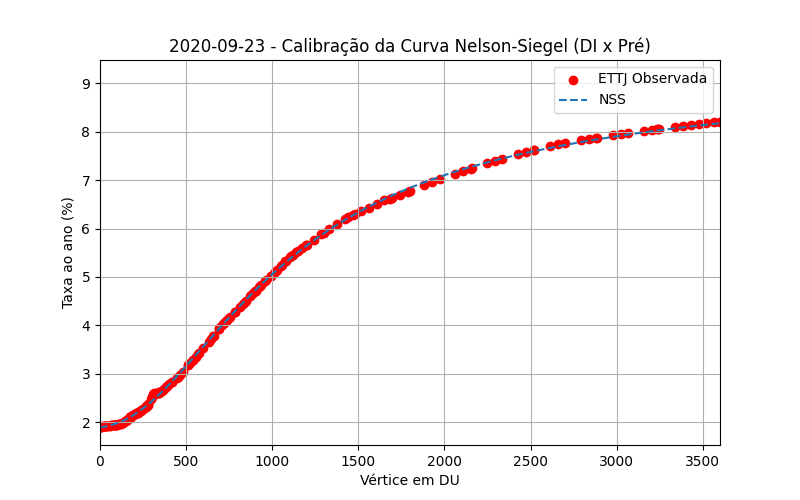 2020-09-23 - Calibração da Curva Nelson-Siegel (DI x Pré)
ETTJ Observada
NSS
Taxa ao ano (%)
9
8
7
6
5
4
3
2
0 500 1000 1500 2000 2500 3000 3500
Vértice em DU